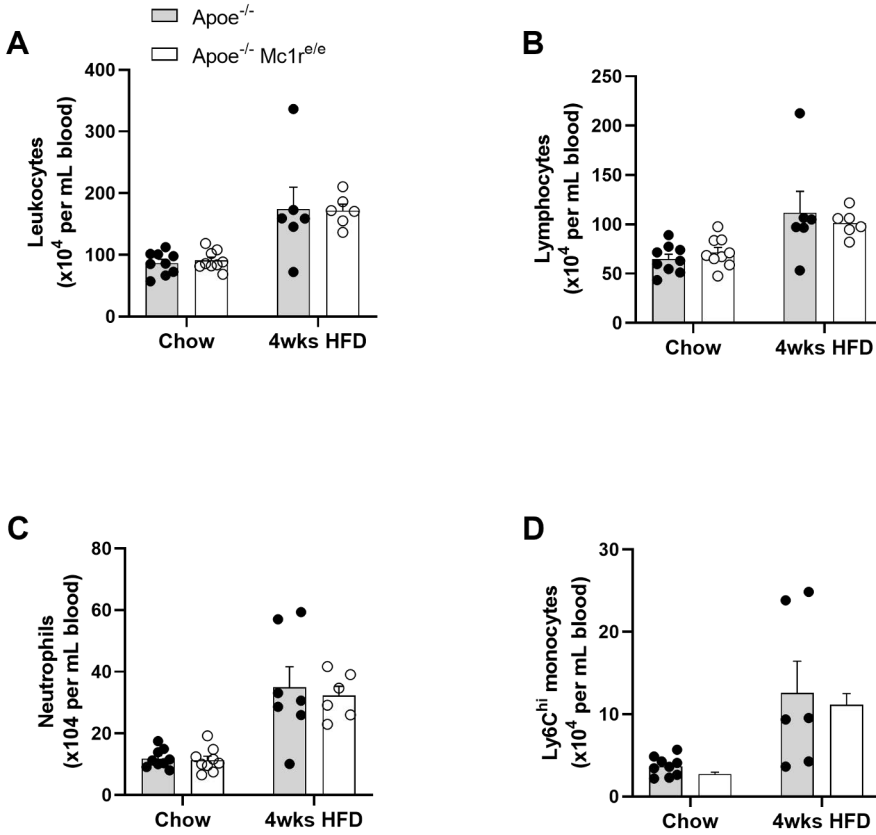 Apoe-/-
Apoe-/- Mc1re/e
A
Leukocytes
(x104 per mL blood)
400
300
200
100
0
Chow
4wks HFD
B
Lymphocytes
(x104 per mL blood)
250
200
150
100
50
0
Chow
4wks HFD
C
Neutrophils
(x104 per mL blood)
80
60
40
20
0
Chow
4wks HFD
D
Ly6Chi monocytes
(x104 per mL blood)
30
20
10
0
Chow
4wks HFD